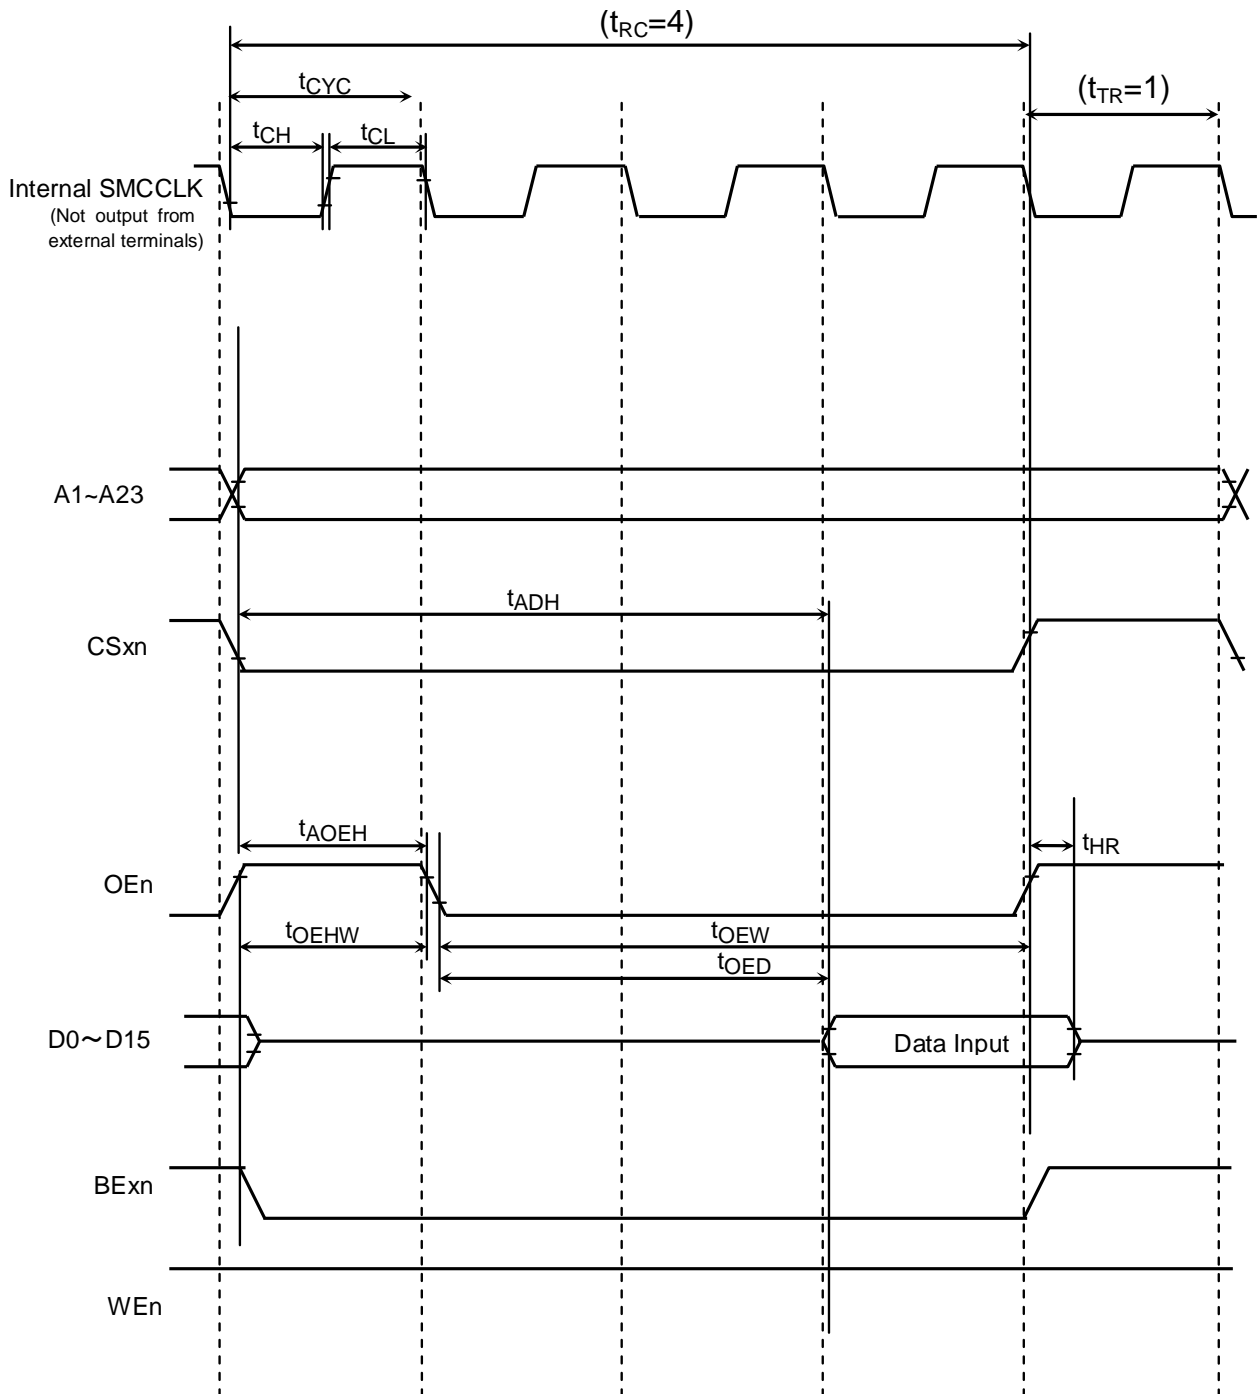 (tRC=4)
tCYC
(tTR=1)
tCH
tCL
Internal SMCCLK
(Not output from
external terminals)
A1~A23
tADH
CSxn
tAOEH
tHR
OEn
tOEHW
tOEW
tOED
D0～D15
Data Input
BExn
WEn